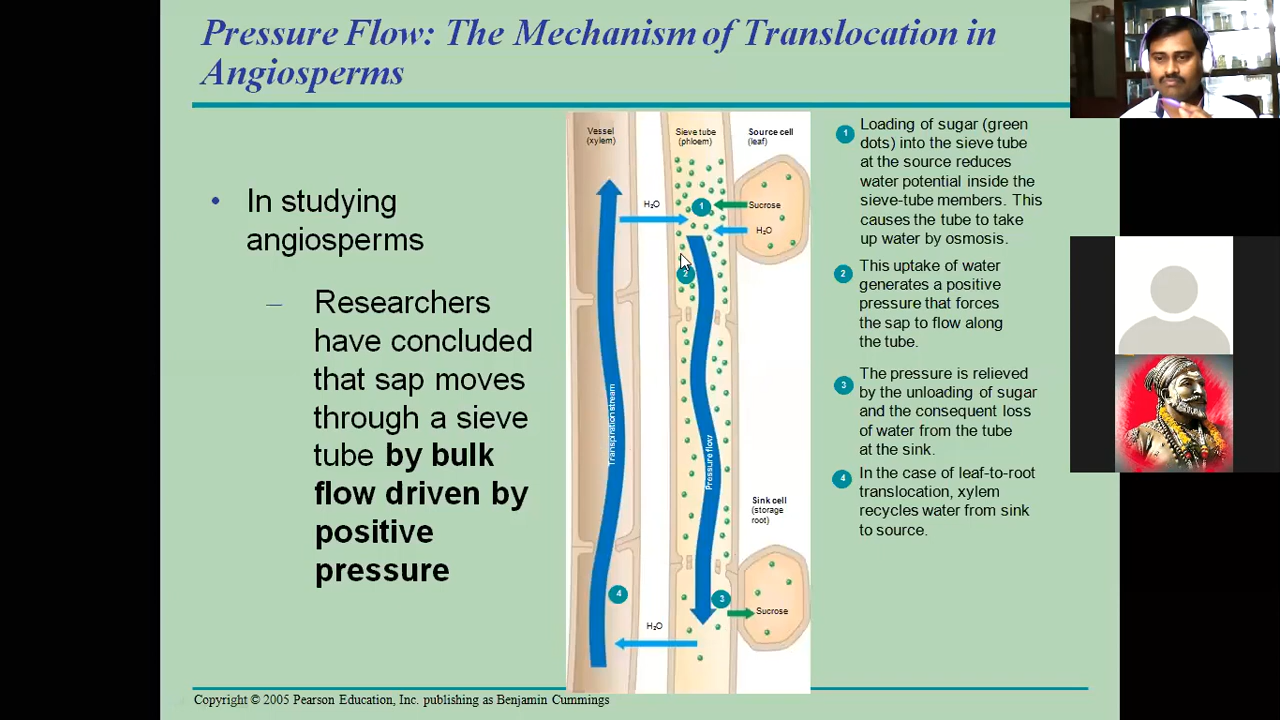 Pressure Flow: The Mechanism of Translocation in
Angiosperms
• In studying
angiosperms
– Researchers
have concluded
that sap moves
through a sieve
tube by bulk
flow driven by
positive
pressure
Vessel
(xylem)
Sieve tube
(phloem)
Source cell
(leaf)
H₂O
1
Sucrose
H₂O
2
Transpiration stream
Pressure flow
Sink cell
(storage
root)
4
3
Sucrose
H₂O
1 Loading of sugar (green
dots) into the sieve tube
at the source reduces
water potential inside the
sieve-tube members. This
causes the tube to take
up water by osmosis.
2 This uptake of water
generates a positive
pressure that forces
the sap to flow along
the tube.
3 The pressure is relieved
by the unloading of sugar
and the consequent loss
of water from the tube
at the sink.
4 In the case of leaf-to-root
translocation, xylem
recycles water from sink
to source.
Copyright © 2005 Pearson Education, Inc. publishing as Benjamin Cummings